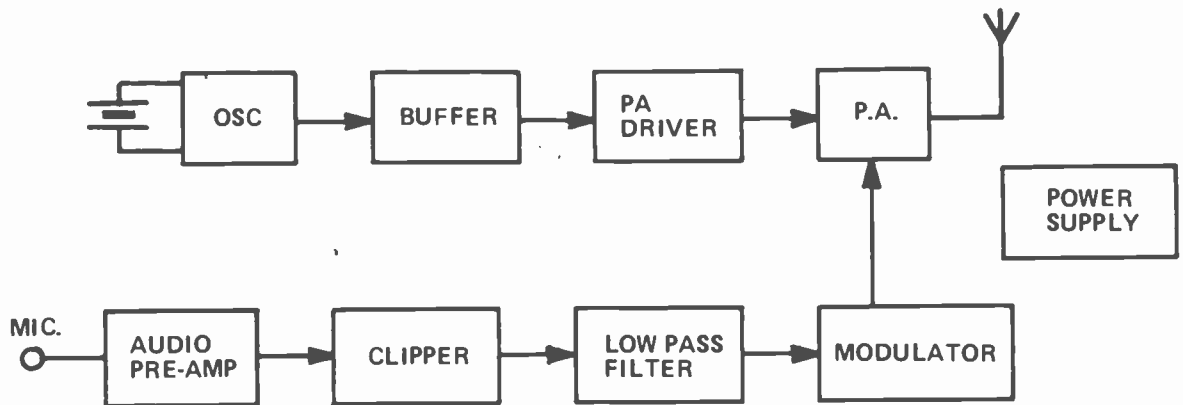 OSC
BUFFER
PA
DRIVER
P.A.
POWER
SUPPLY
MIC.
AUDIO
PRE-AMP
CLIPPER
LOW PASS
FILTER
MODULATOR